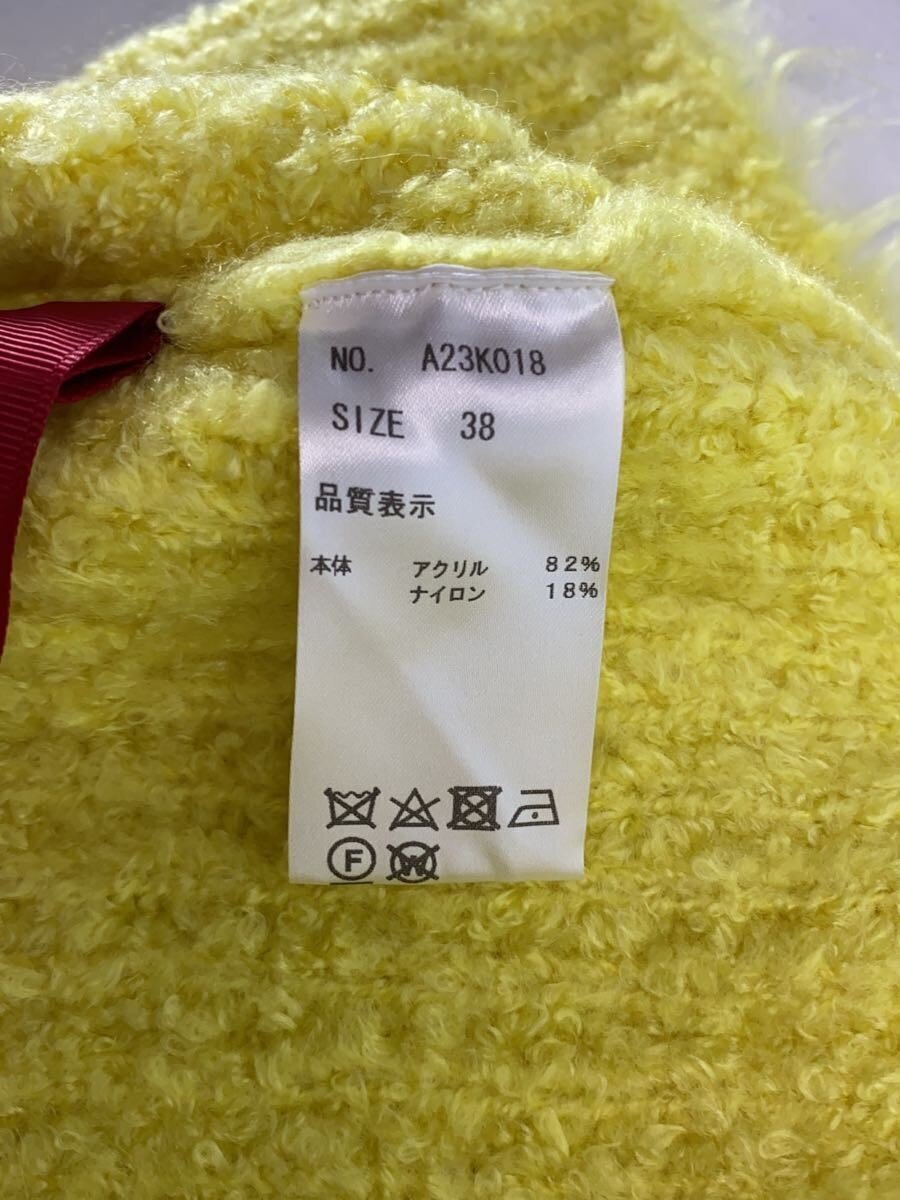 NO. A23K018
SIZE 38
品質表示
本体 アクリル 82%
ナイロン 18%
F W